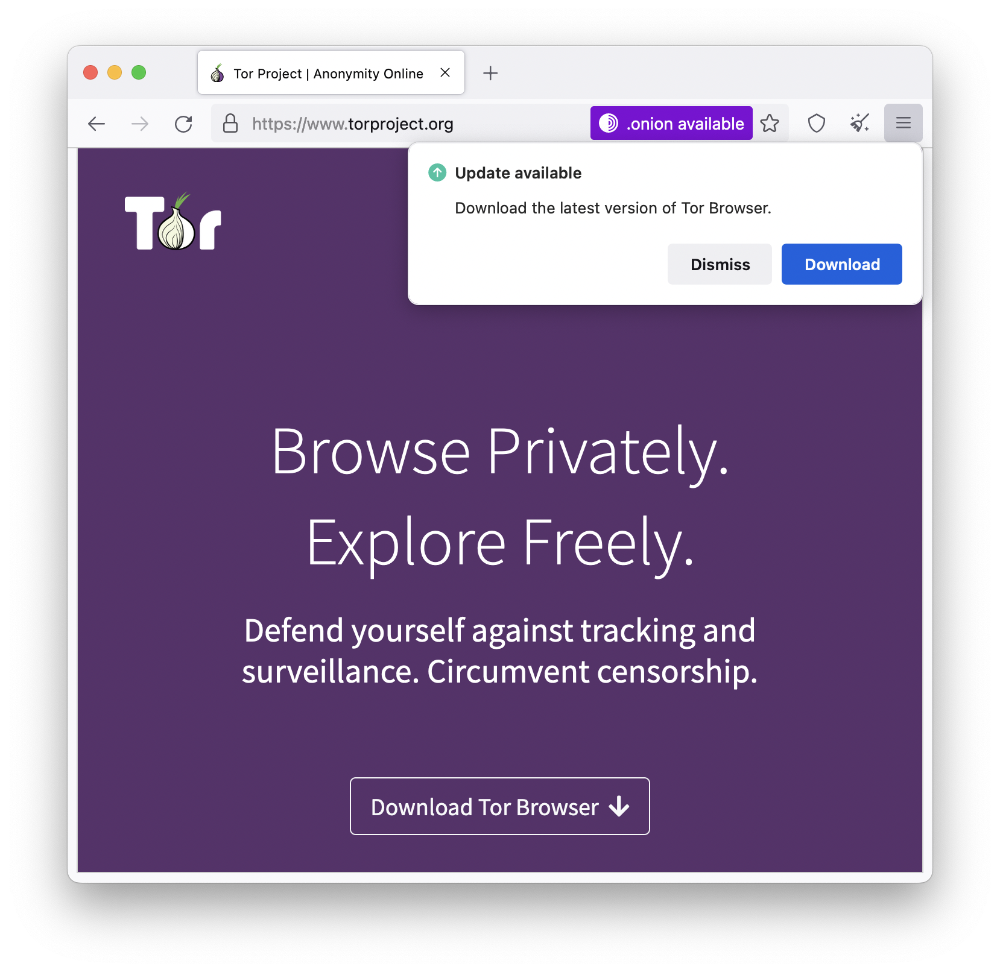 Tor Project | Anonymity Online
https://www.torproject.org
.onion available
Update available
Download the latest version of Tor Browser.
Dismiss
Download
Tor
Browse Privately.
Explore Freely.
Defend yourself against tracking and
surveillance. Circumvent censorship.
Download Tor Browser